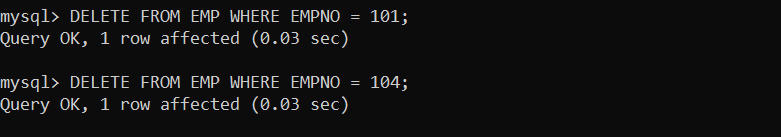 mysql> DELETE FROM EMP WHERE EMPNO = 101;
Query OK, 1 row affected (0.03 sec)
mysql> DELETE FROM EMP WHERE EMPNO = 104;
Query OK, 1 row affected (0.03 sec)